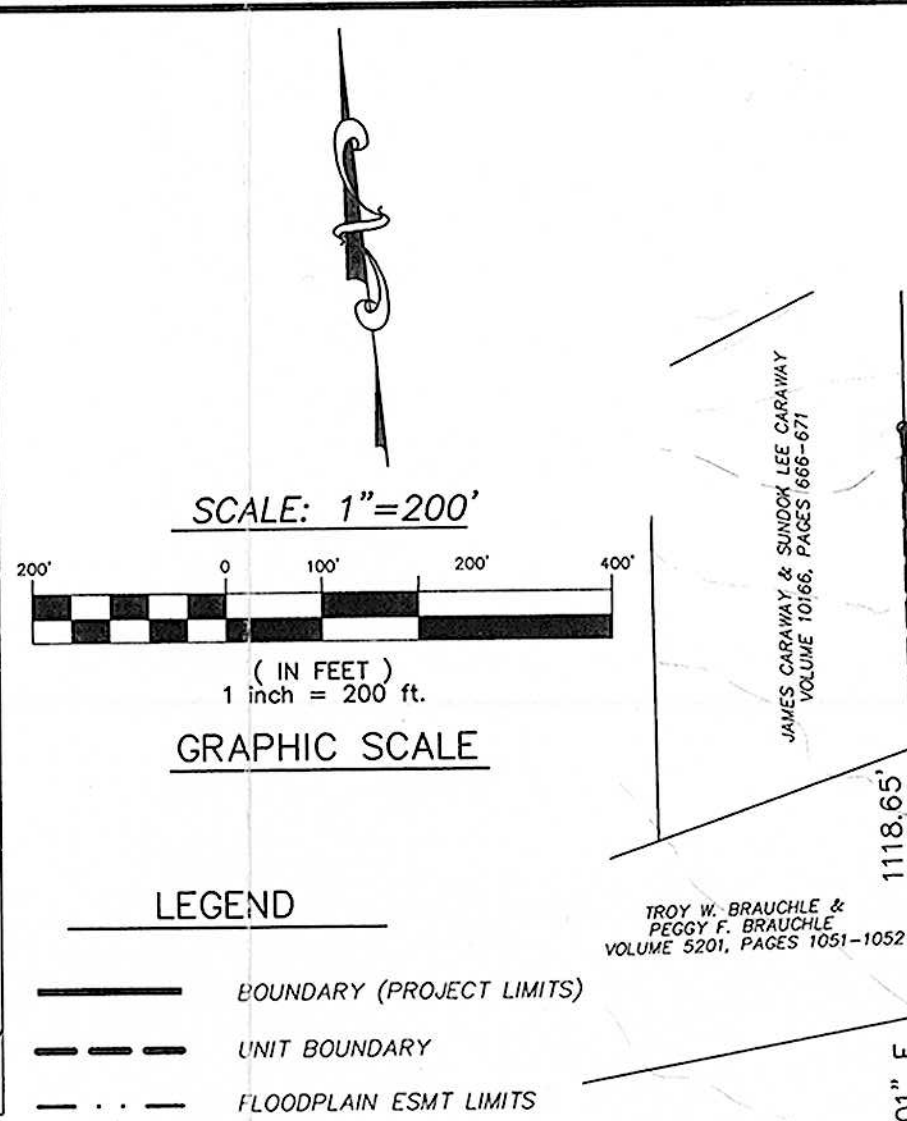 SCALE: 1"=200'
200' 0 100' 200' 400'
( IN FEET )
1 inch = 200 ft.
GRAPHIC SCALE
LEGEND
BOUNDARY (PROJECT LIMITS)
UNIT BOUNDARY
FLOODPLAIN ESMT LIMITS
JAMES CARAWAY & SUNDOK LEE CARAWAY
VOLUME 10166, PAGES 666-671
TROY W. BRAUCHLE &
PEGGY F. BRAUCHLE
VOLUME 5201, PAGES 1051-1052
1118.65'
01" E